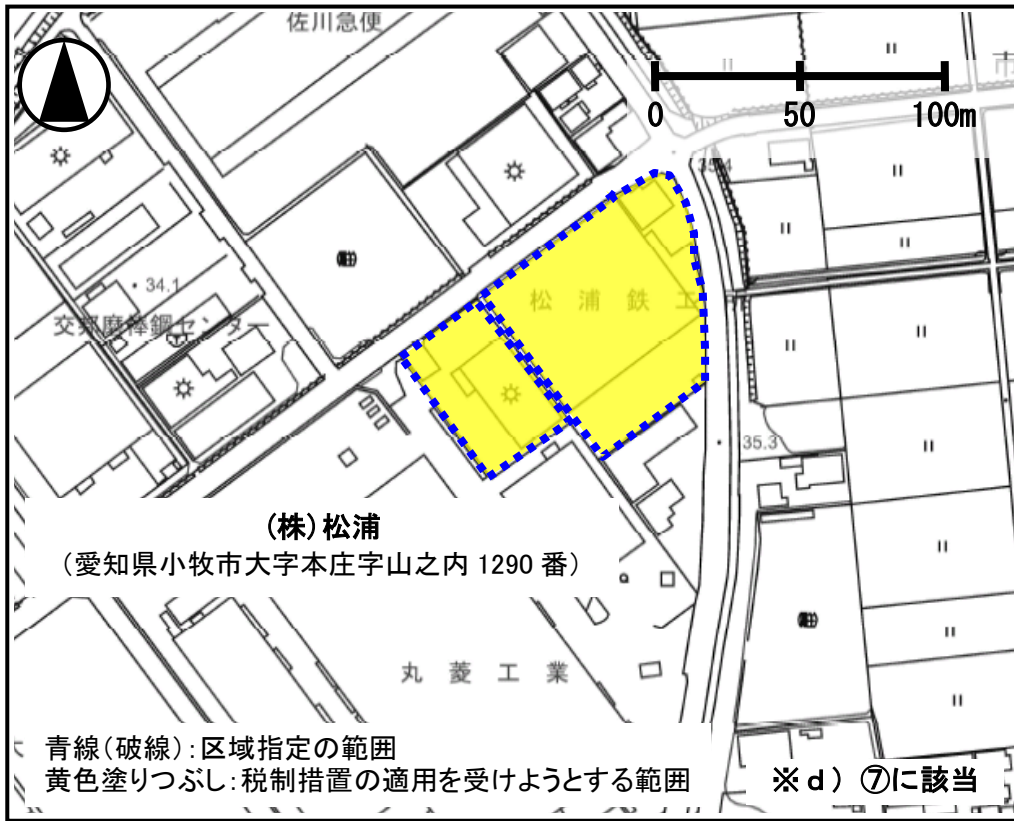 佐川急便
市
0 50 100m
35.4
34.1
松浦鉄工
交邦磨棒鋼センター
35.3
(株)松浦
(愛知県小牧市大字本庄字山之内 1290 番)
丸菱工業
青線(破線):区域指定の範囲
黄色塗りつぶし:税制措置の適用を受けようとする範囲
※d) ⑦に該当